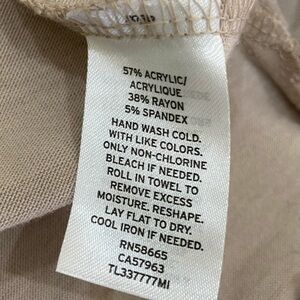 57% ACRYLIC/
ACRYLIQUE
38% RAYON
5% SPANDEX
HAND WASH COLD.
WITH LIKE COLORS.
ONLY NON-CHLORINE
BLEACH IF NEEDED.
ROLL IN TOWEL TO
REMOVE EXCESS
MOISTURE. RESHAPE.
LAY FLAT TO DRY.
COOL IRON IF NEEDED.
RN58665
CA57963
TL337777MI